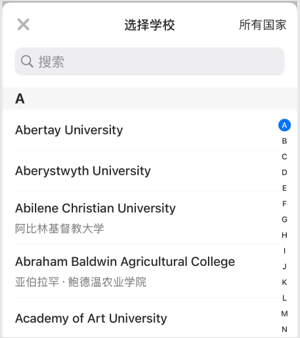 选择学校
所有国家
搜索
A
Abertay University
Aberystwyth University
Abilene Christian University
阿比林基督教大学
Abraham Baldwin Agricultural College
亚伯拉罕·鲍德温农业学院
Academy of Art University
A
B
C
D
E
F
G
H
I
J
K
L
M
N